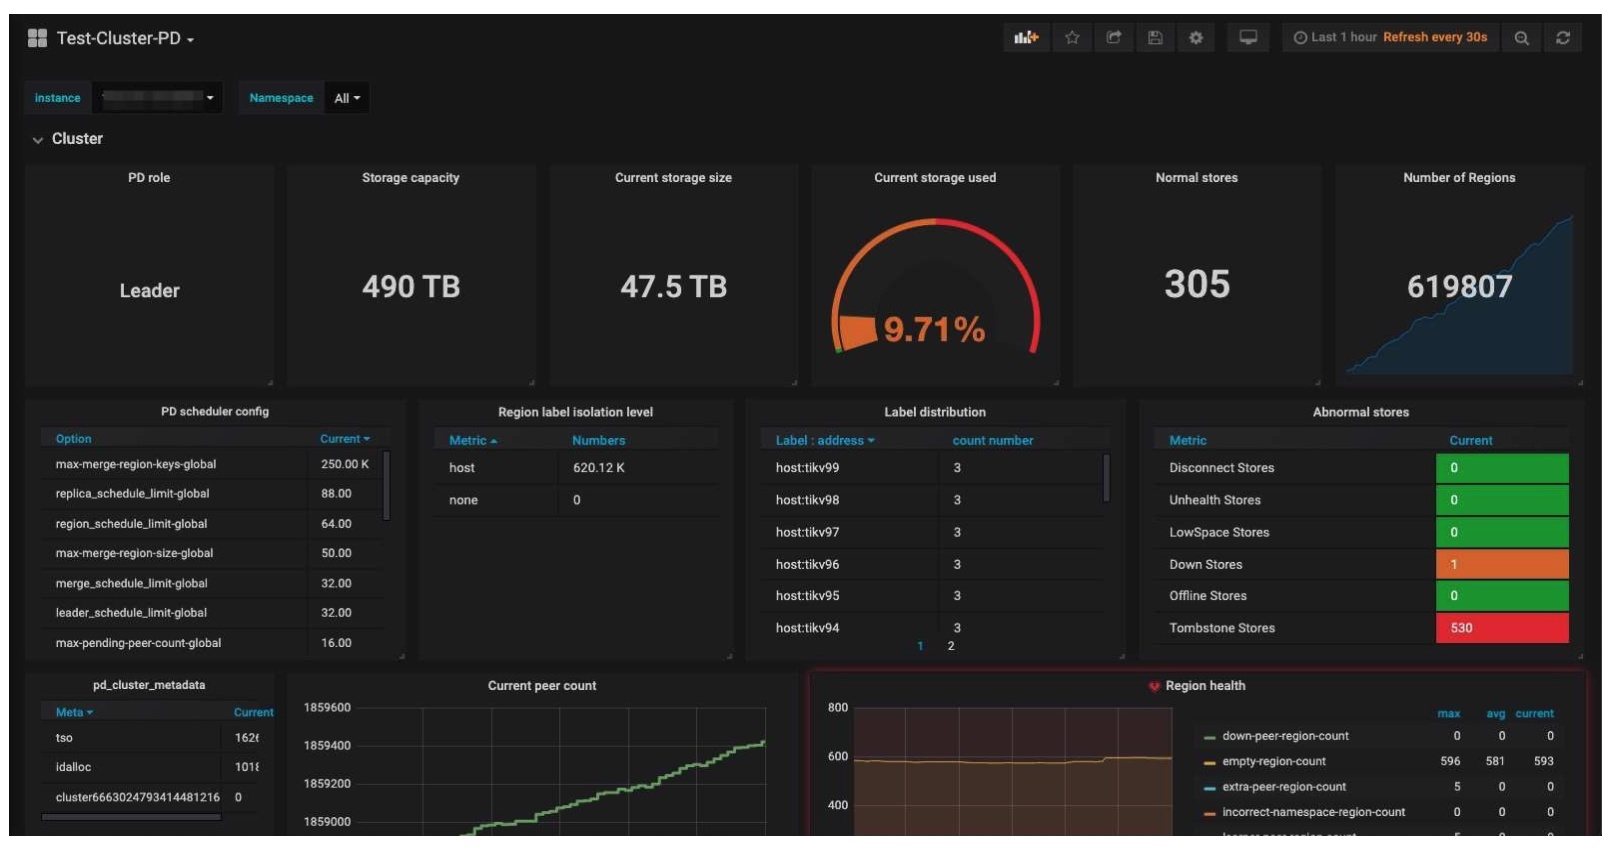 Test-Cluster-PD
Last 1 hour Refresh every 30s
instance
Namespace All
Cluster
PD role Storage capacity Current storage size Current storage used Normal stores Number of Regions
Leader 490 TB 47.5 TB 9.71% 305 619807
PD scheduler config
Option Current
max-merge-region-keys-global 250.00 K
replica_schedule_limit-global 88.00
region_schedule_limit-global 64.00
max-merge-region-size-global 50.00
merge_schedule_limit-global 32.00
leader_schedule_limit-global 32.00
max-pending-peer-count-global 16.00
Region label isolation level
Metric Numbers
host 620.12 K
none 0
Label distribution
Label : address count number
host:tikv99 3
host:tikv98 3
host:tikv97 3
host:tikv96 3
host:tikv95 3
host:tikv94 3
1 2
Abnormal stores
Metric Current
Disconnect Stores 0
Unhealth Stores 0
LowSpace Stores 0
Down Stores 1
Offline Stores 0
Tombstone Stores 530
pd_cluster_metadata
Meta Current
tso 1626
idalloc 1018
cluster6663024793414481216 0
Current peer count
1859600
1859400
1859200
1859000
Region health
800
600
400
max avg current
down-peer-region-count 0 0 0
empty-region-count 596 581 593
extra-peer-region-count 5 0 0
incorrect-namespace-region-count 0 0 0